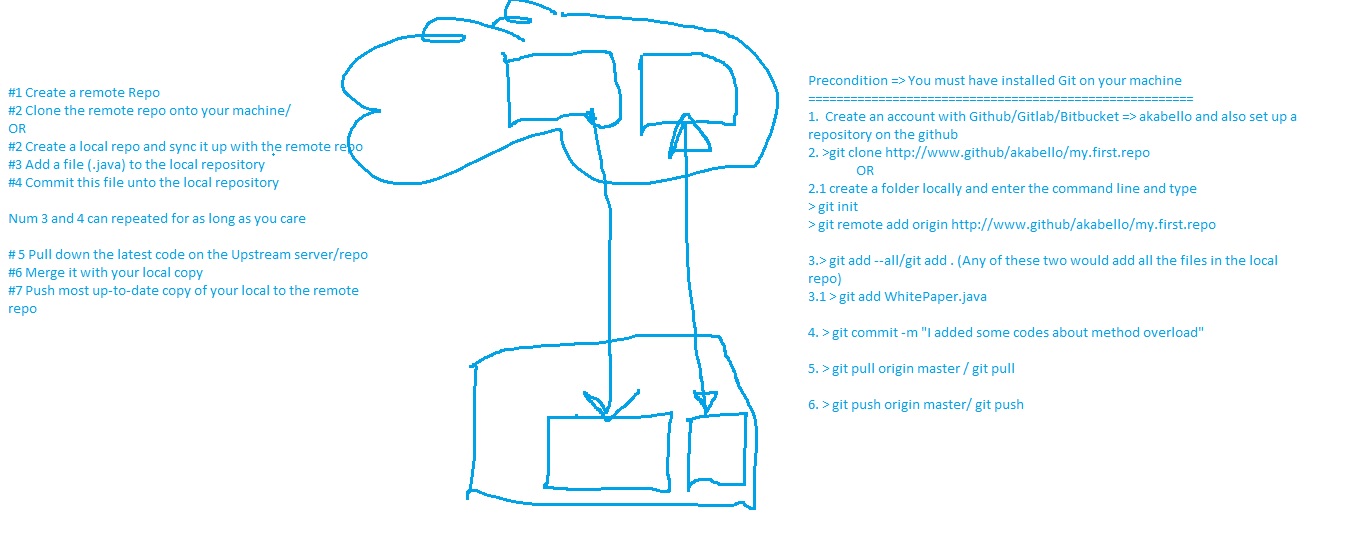 #1 Create a remote Repo
#2 Clone the remote repo onto your machine/
OR
#2 Create a local repo and sync it up with the remote repo
#3 Add a file (.java) to the local repository
#4 Commit this file unto the local repository
Num 3 and 4 can repeated for as long as you care
# 5 Pull down the latest code on the Upstream server/repo
#6 Merge it with your local copy
#7 Push most up-to-date copy of your local to the remote
repo
Precondition => You must have installed Git on your machine
=======================================================
1.  Create an account with Github/Gitlab/Bitbucket => akabello and also set up a
repository on the github
2. >git clone http://www.github/akabello/my.first.repo
OR
2.1 create a folder locally and enter the command line and type
> git init
> git remote add origin http://www.github/akabello/my.first.repo
3.> git add --all/git add . (Any of these two would add all the files in the local
repo)
3.1 > git add WhitePaper.java
4. > git commit -m "I added some codes about method overload"
5. > git pull origin master / git pull
6. > git push origin master/ git push